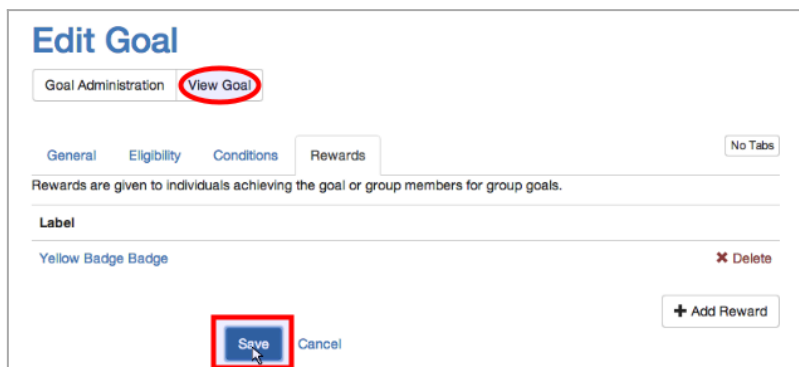 Edit Goal
Goal Administration View Goal
General Eligibility Conditions Rewards No Tabs
Rewards are given to individuals achieving the goal or group members for group goals.
Label
Yellow Badge Badge ✖ Delete
+ Add Reward
Save Cancel